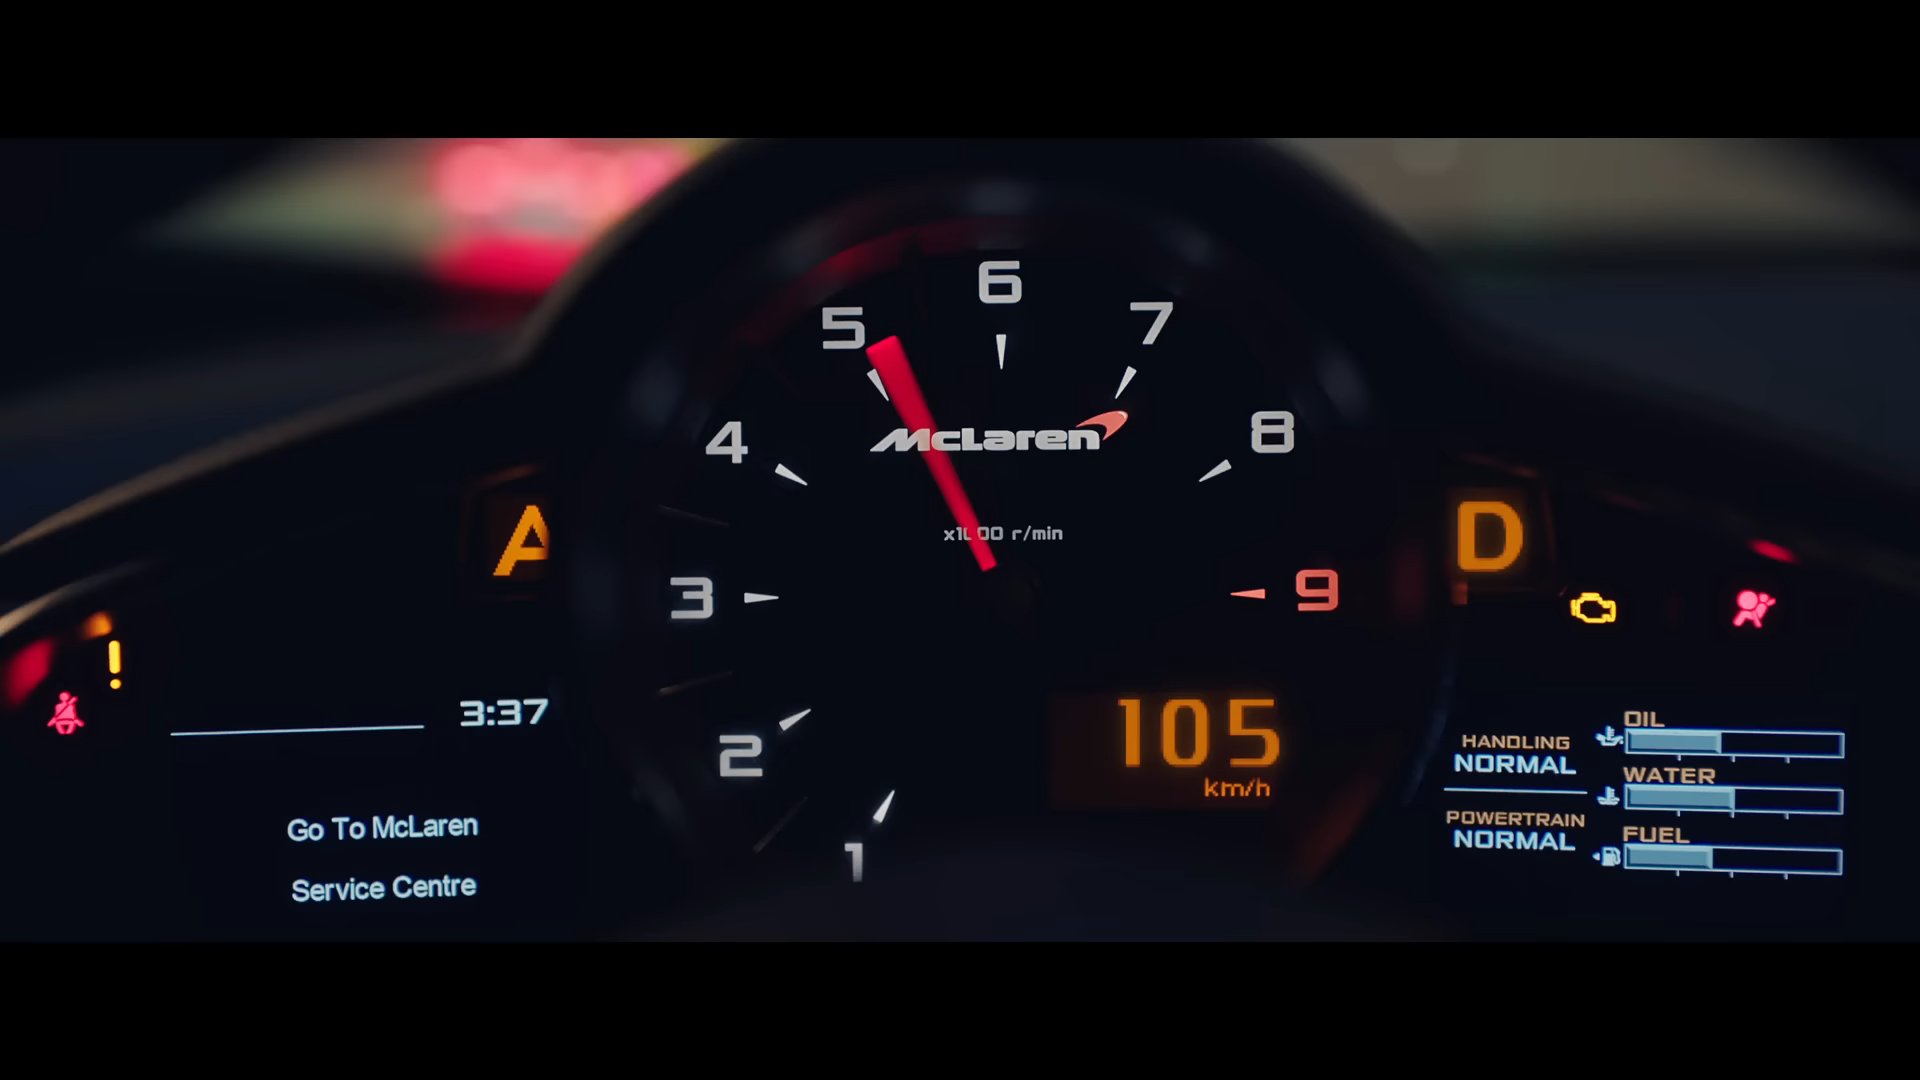 6
5
7
McLaren
4
8
A
x1000 r/min
D
3
9
3:37
105
km/h
2
1
Go To McLaren
Service Centre
HANDLING
NORMAL
POWERTRAIN
NORMAL
OIL
WATER
FUEL